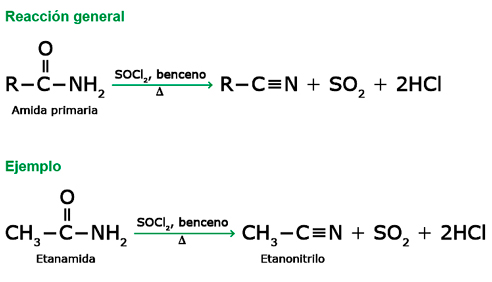 Reacción general
O
SOCl₂, benceno
R–C–NH₂ → R–C≡N + SO₂ + 2HCl
Δ
Amida primaria
Ejemplo
O
SOCl₂, benceno
CH₃–C–NH₂ → CH₃–C≡N + SO₂ + 2HCl
Δ
Etanamida Etanonitrilo